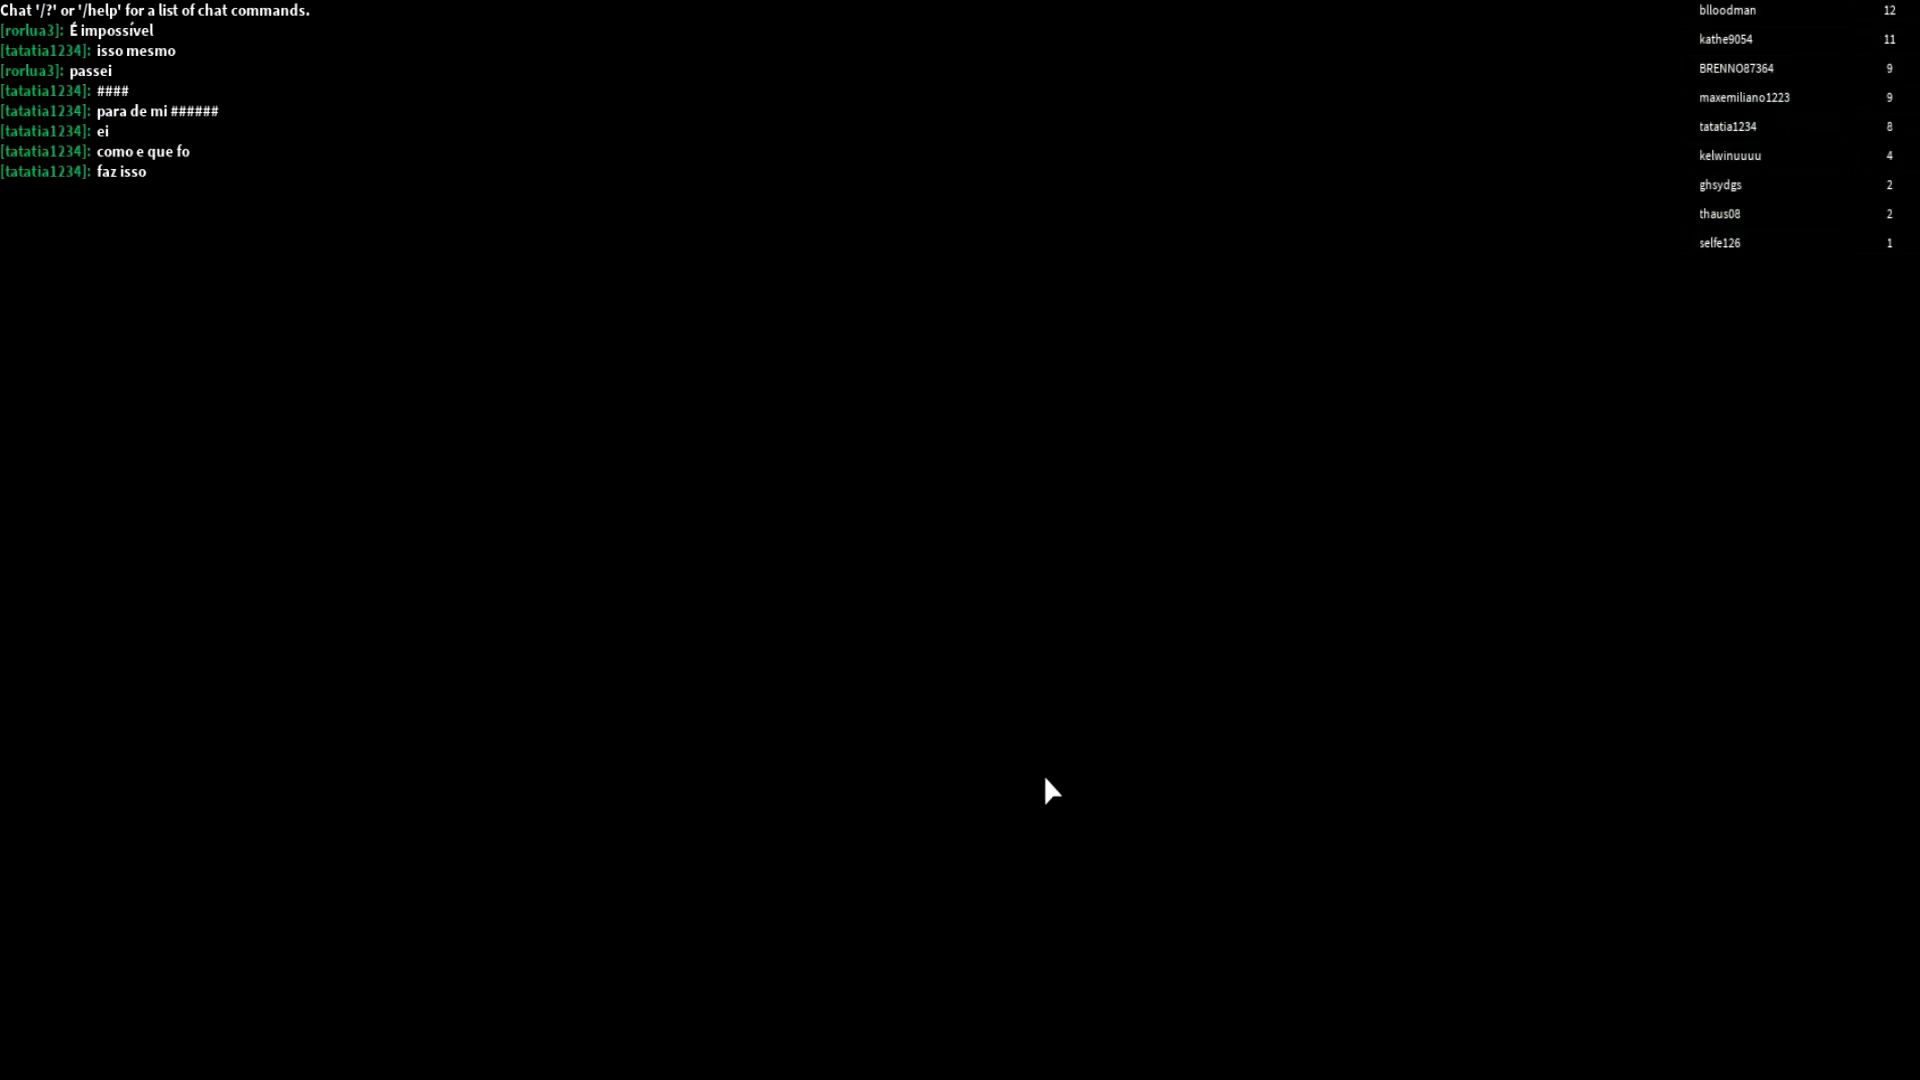 Chat '/?' or '/help' for a list of chat commands.
[rorlua3]: É impossível
[tatatia1234]: isso mesmo
[rorlua3]: passei
[tatatia1234]: ####
[tatatia1234]: para de mi ######
[tatatia1234]: ei
[tatatia1234]: como e que fo
[tatatia1234]: faz isso
blloodman 12
kathe9054 11
BRENNO87364 9
maxemiliano1223 9
tatatia1234 8
kelwinuuuu 4
ghsydgs 2
thaus08 2
selfe126 1